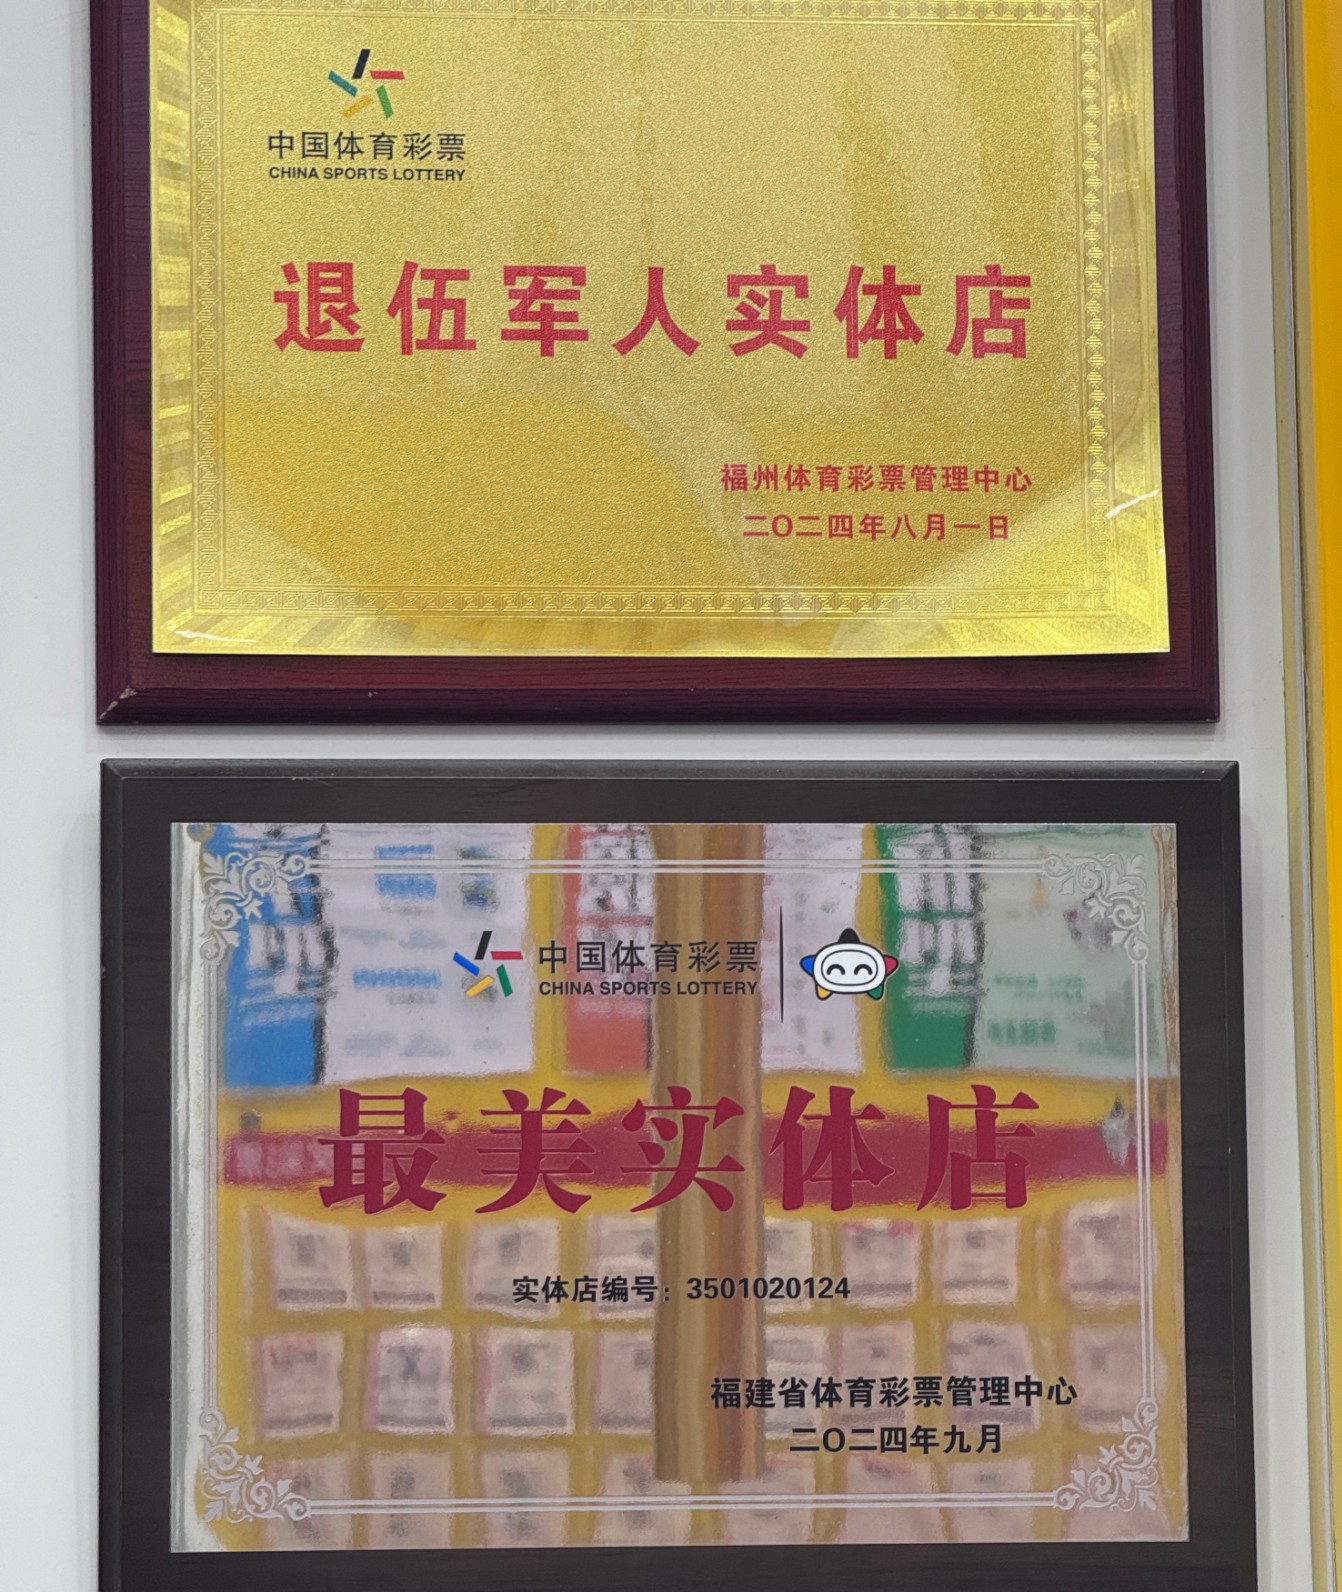 中国体育彩票
CHINA SPORTS LOTTERY
退伍军人实体店
福州体育彩票管理中心
二〇二四年八月一日
中国体育彩票
CHINA SPORTS LOTTERY
最美实体店
实体店编号：3501020124
福建省体育彩票管理中心
二〇二四年九月